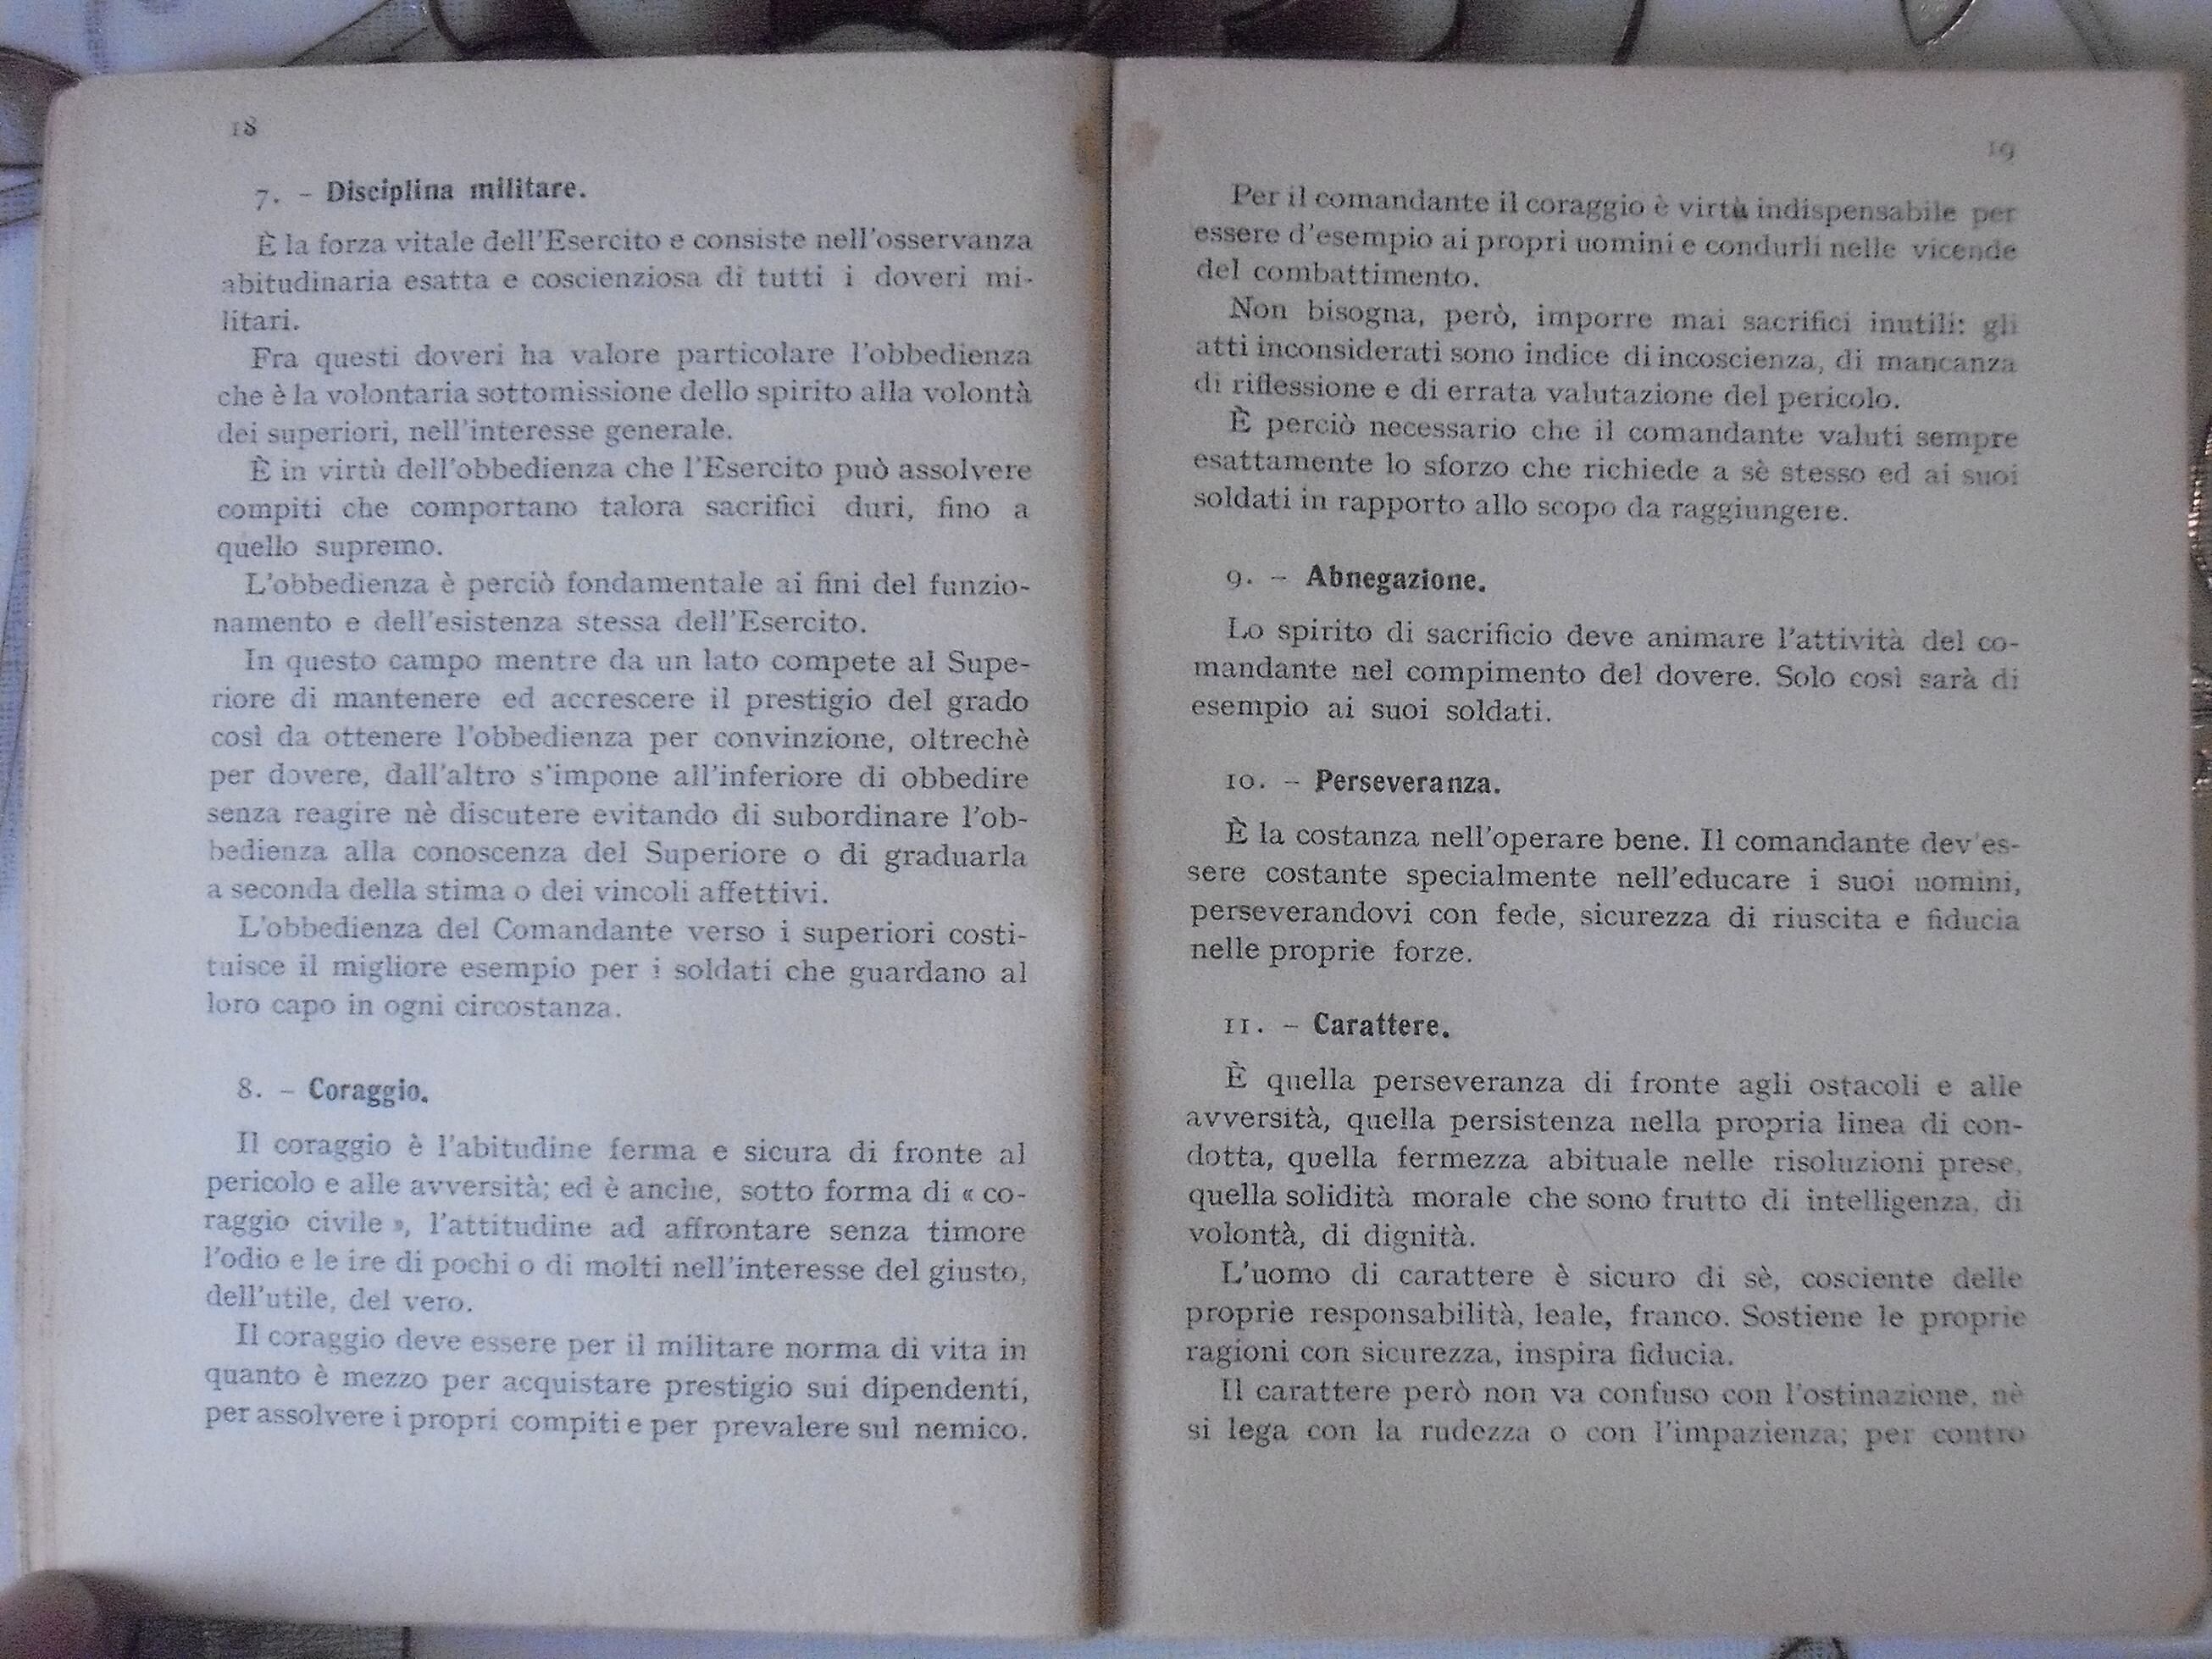 18
7. – Disciplina militare.
È la forza vitale dell'Esercito e consiste nell'osservanza
abitudinaria esatta e coscienziosa di tutti i doveri mi-
litari.
Fra questi doveri ha valore particolare l'obbedienza
che è la volontaria sottomissione dello spirito alla volontà
dei superiori, nell'interesse generale.
È in virtù dell'obbedienza che l'Esercito può assolvere
compiti che comportano talora sacrifici duri, fino a
quello supremo.
L'obbedienza è perciò fondamentale ai fini del funzio-
namento e dell'esistenza stessa dell'Esercito.
In questo campo mentre da un lato compete al Supe-
riore di mantenere ed accrescere il prestigio del grado
così da ottenere l'obbedienza per convinzione, oltrechè
per dovere, dall'altro s'impone all'inferiore di obbedire
senza reagire nè discutere evitando di subordinare l'ob-
bedienza alla conoscenza del Superiore o di graduarla
a seconda della stima o dei vincoli affettivi.
L'obbedienza del Comandante verso i superiori costi-
tuisce il migliore esempio per i soldati che guardano al
loro capo in ogni circostanza.
8. – Coraggio.
Il coraggio è l'abitudine ferma e sicura di fronte al
pericolo e alle avversità; ed è anche, sotto forma di « co-
raggio civile », l'attitudine ad affrontare senza timore
l'odio e le ire di pochi o di molti nell'interesse del giusto,
dell'utile, del vero.
Il coraggio deve essere per il militare norma di vita in
quanto è mezzo per acquistare prestigio sui dipendenti,
per assolvere i propri compiti e per prevalere sul nemico.
19
Per il comandante il coraggio è virtù indispensabile per
essere d'esempio ai propri uomini e condurli nelle vicende
del combattimento.
Non bisogna, però, imporre mai sacrifici inutili: gli
atti inconsiderati sono indice di incoscienza, di mancanza
di riflessione e di errata valutazione del pericolo.
È perciò necessario che il comandante valuti sempre
esattamente lo sforzo che richiede a sè stesso ed ai suoi
soldati in rapporto allo scopo da raggiungere.
9. – Abnegazione.
Lo spirito di sacrificio deve animare l'attività del co-
mandante nel compimento del dovere. Solo così sarà di
esempio ai suoi soldati.
10. – Perseveranza.
È la costanza nell'operare bene. Il comandante dev'es-
sere costante specialmente nell'educare i suoi uomini,
perseverandovi con fede, sicurezza di riuscita e fiducia
nelle proprie forze.
11. – Carattere.
È quella perseveranza di fronte agli ostacoli e alle
avversità, quella persistenza nella propria linea di con-
dotta, quella fermezza abituale nelle risoluzioni prese,
quella solidità morale che sono frutto di intelligenza, di
volontà, di dignità.
L'uomo di carattere è sicuro di sè, cosciente delle
proprie responsabilità, leale, franco. Sostiene le proprie
ragioni con sicurezza, inspira fiducia.
Il carattere però non va confuso con l'ostinazione, nè
si lega con la rudezza o con l'impazienza; per contro